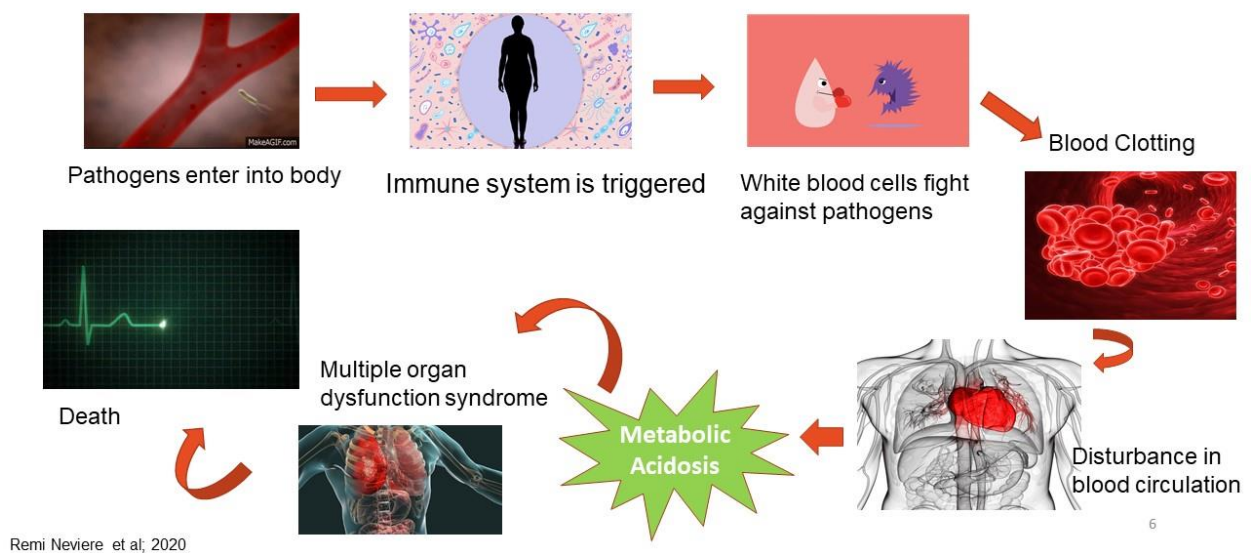 MakeAGIF.com
Pathogens enter into body
Immune system is triggered
White blood cells fight
against pathogens
Blood Clotting
Disturbance in
blood circulation
Metabolic
Acidosis
Multiple organ
dysfunction syndrome
Death
6
Remi Neviere et al; 2020